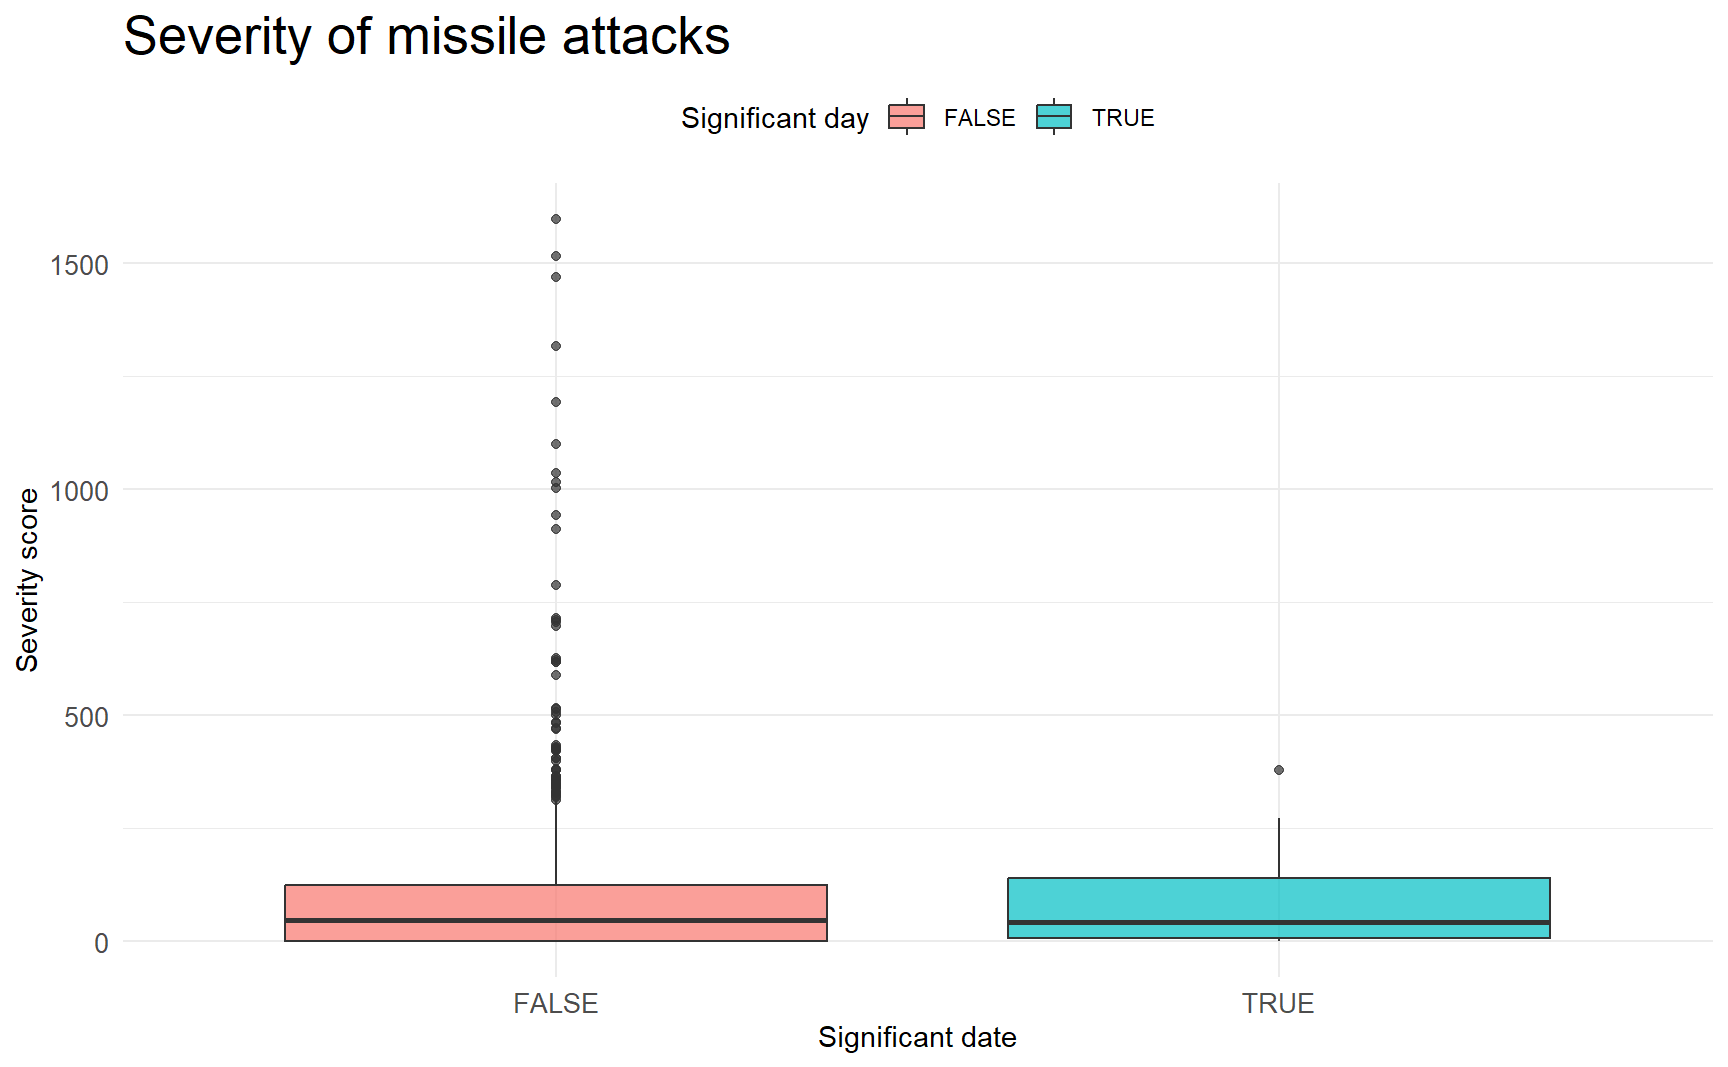 Severity of missile attacks
Significant day FALSE TRUE
1500
1000
500
0
Severity score
FALSE TRUE
Significant date